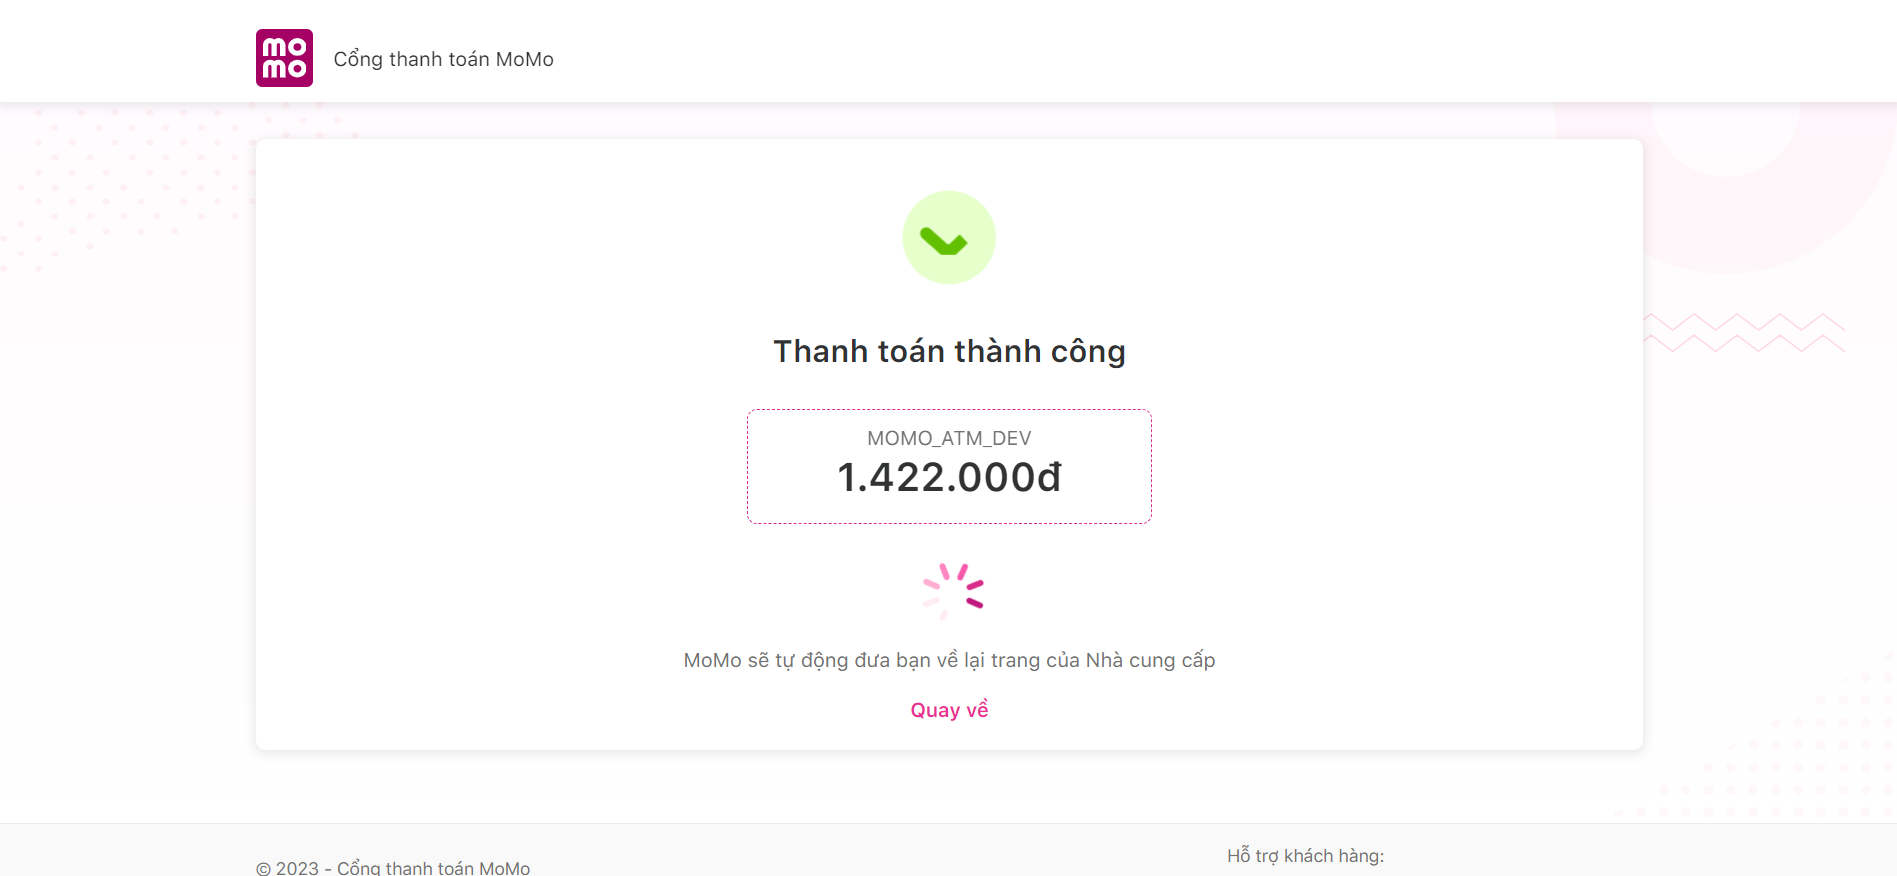 mo
mo
Cổng thanh toán MoMo
Thanh toán thành công
MOMO_ATM_DEV
1.422.000đ
MoMo sẽ tự động đưa bạn về lại trang của Nhà cung cấp
Quay về
© 2023 - Cổng thanh toán MoMo
Hỗ trợ khách hàng: